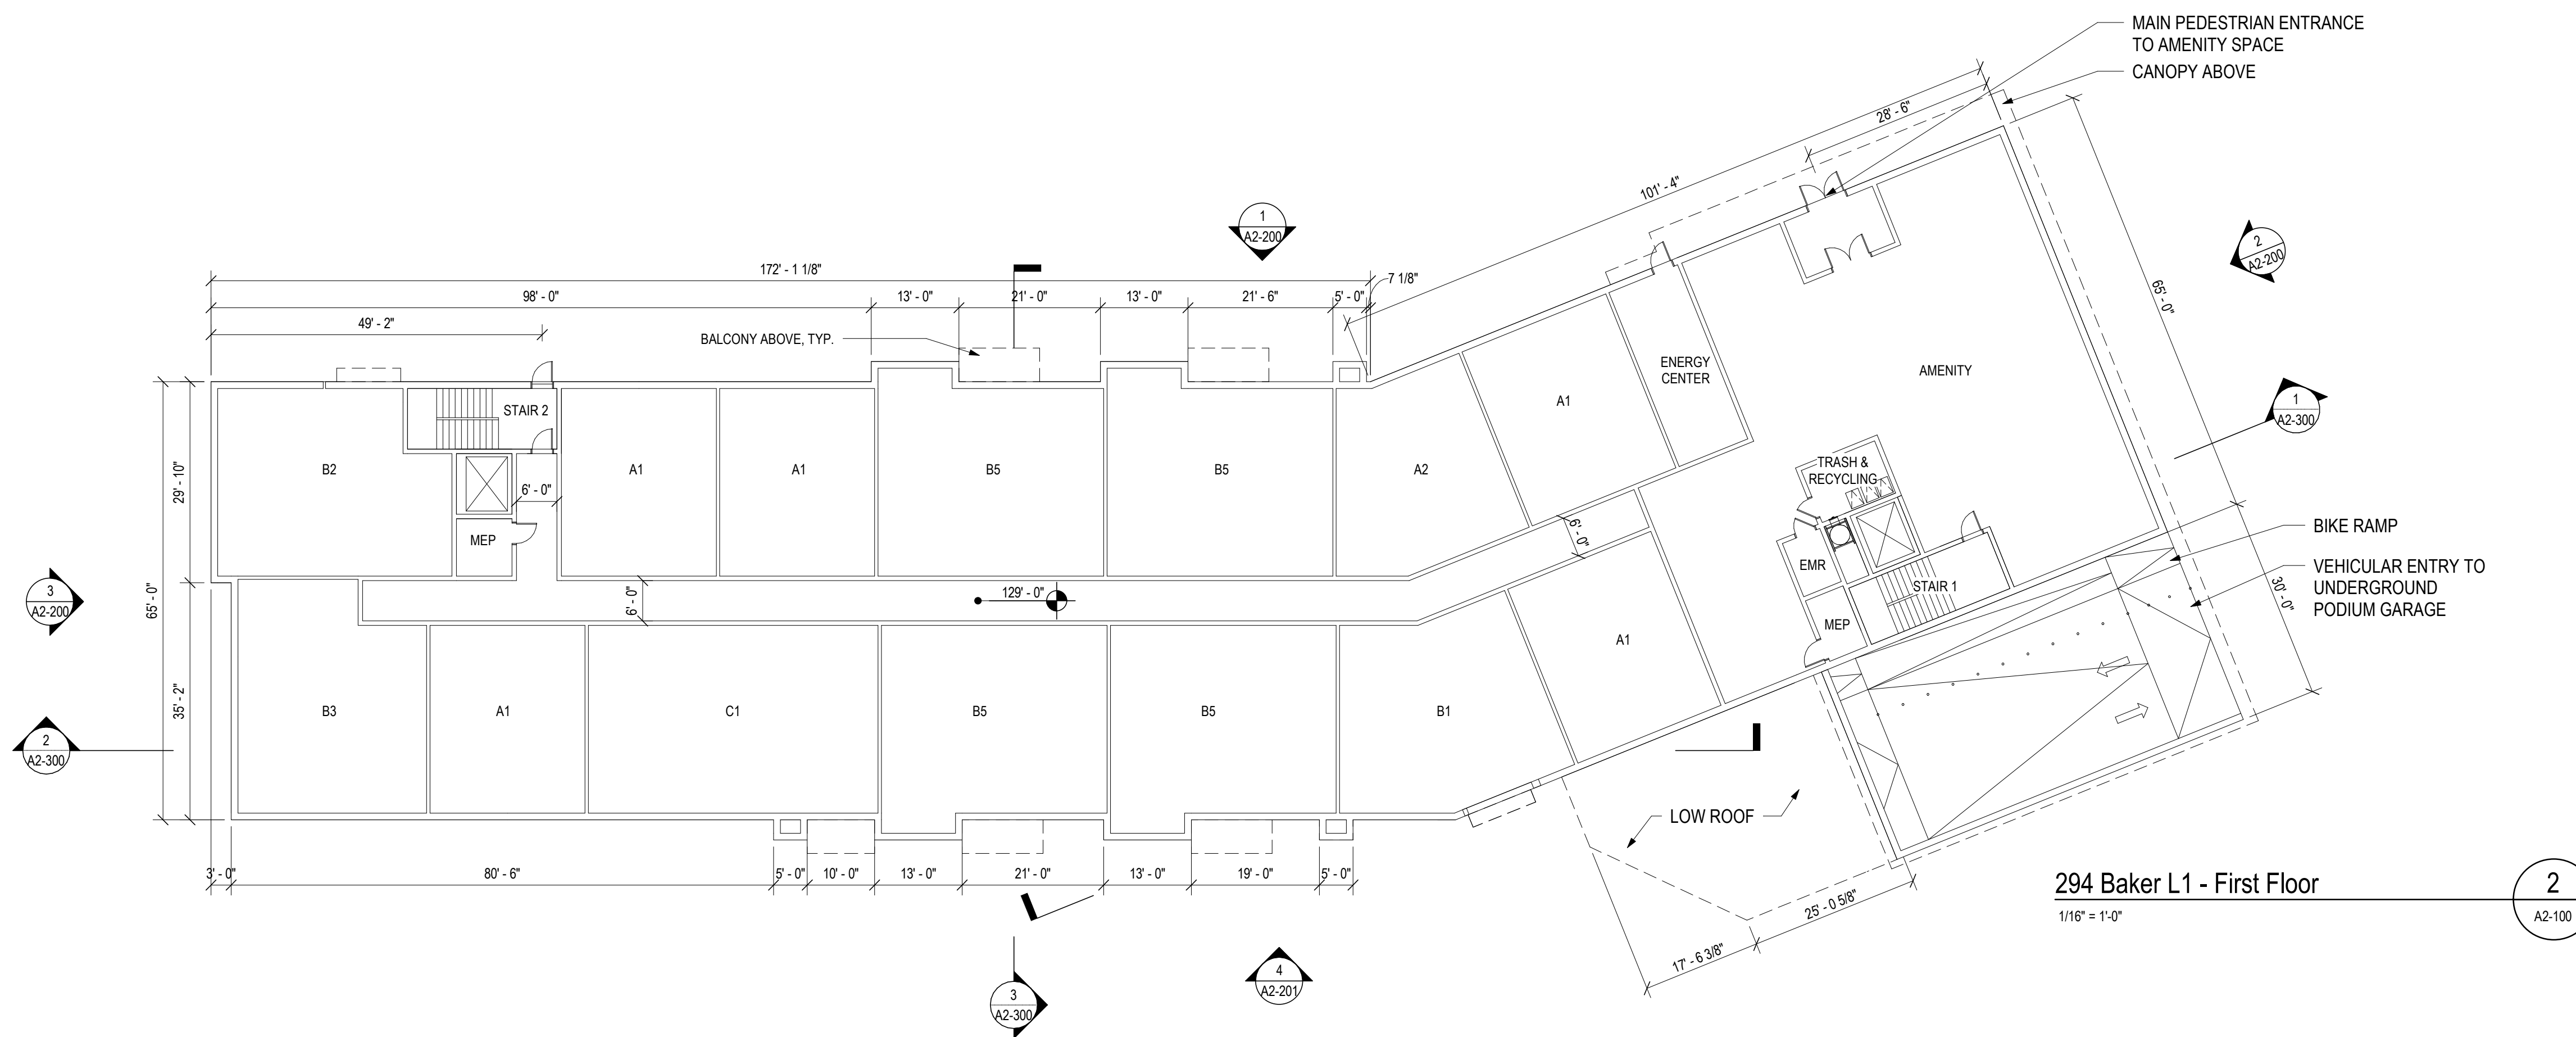 MAIN PEDESTRIAN ENTRANCE
TO AMENITY SPACE
CANOPY ABOVE
28' - 6"
101' - 4"
1
A2-200
2
A2-200
172' - 1 1/8"
7 1/8"
98' - 0"
13' - 0"
21' - 0"
13' - 0"
21' - 6"
5' - 0"
49' - 2"
BALCONY ABOVE, TYP.
65' - 0"
ENERGY
CENTER
AMENITY
A1
1
A2-300
STAIR 2
B2
A1
A1
B5
B5
A2
TRASH &
RECYCLING
29' - 10"
6' - 0"
6' - 0"
MEP
BIKE RAMP
EMR
STAIR 1
VEHICULAR ENTRY TO
UNDERGROUND
PODIUM GARAGE
30' - 0"
3
A2-200
65' - 0"
6' - 0"
129' - 0"
MEP
A1
35' - 2"
B3
A1
C1
B5
B5
B1
2
A2-300
LOW ROOF
3' - 0"
80' - 6"
5' - 0"
10' - 0"
13' - 0"
21' - 0"
13' - 0"
19' - 0"
5' - 0"
25' - 0 5/8"
17' - 6 3/8"
294 Baker L1 - First Floor
2
1/16" = 1'-0"
A2-100
4
A2-201
3
A2-300